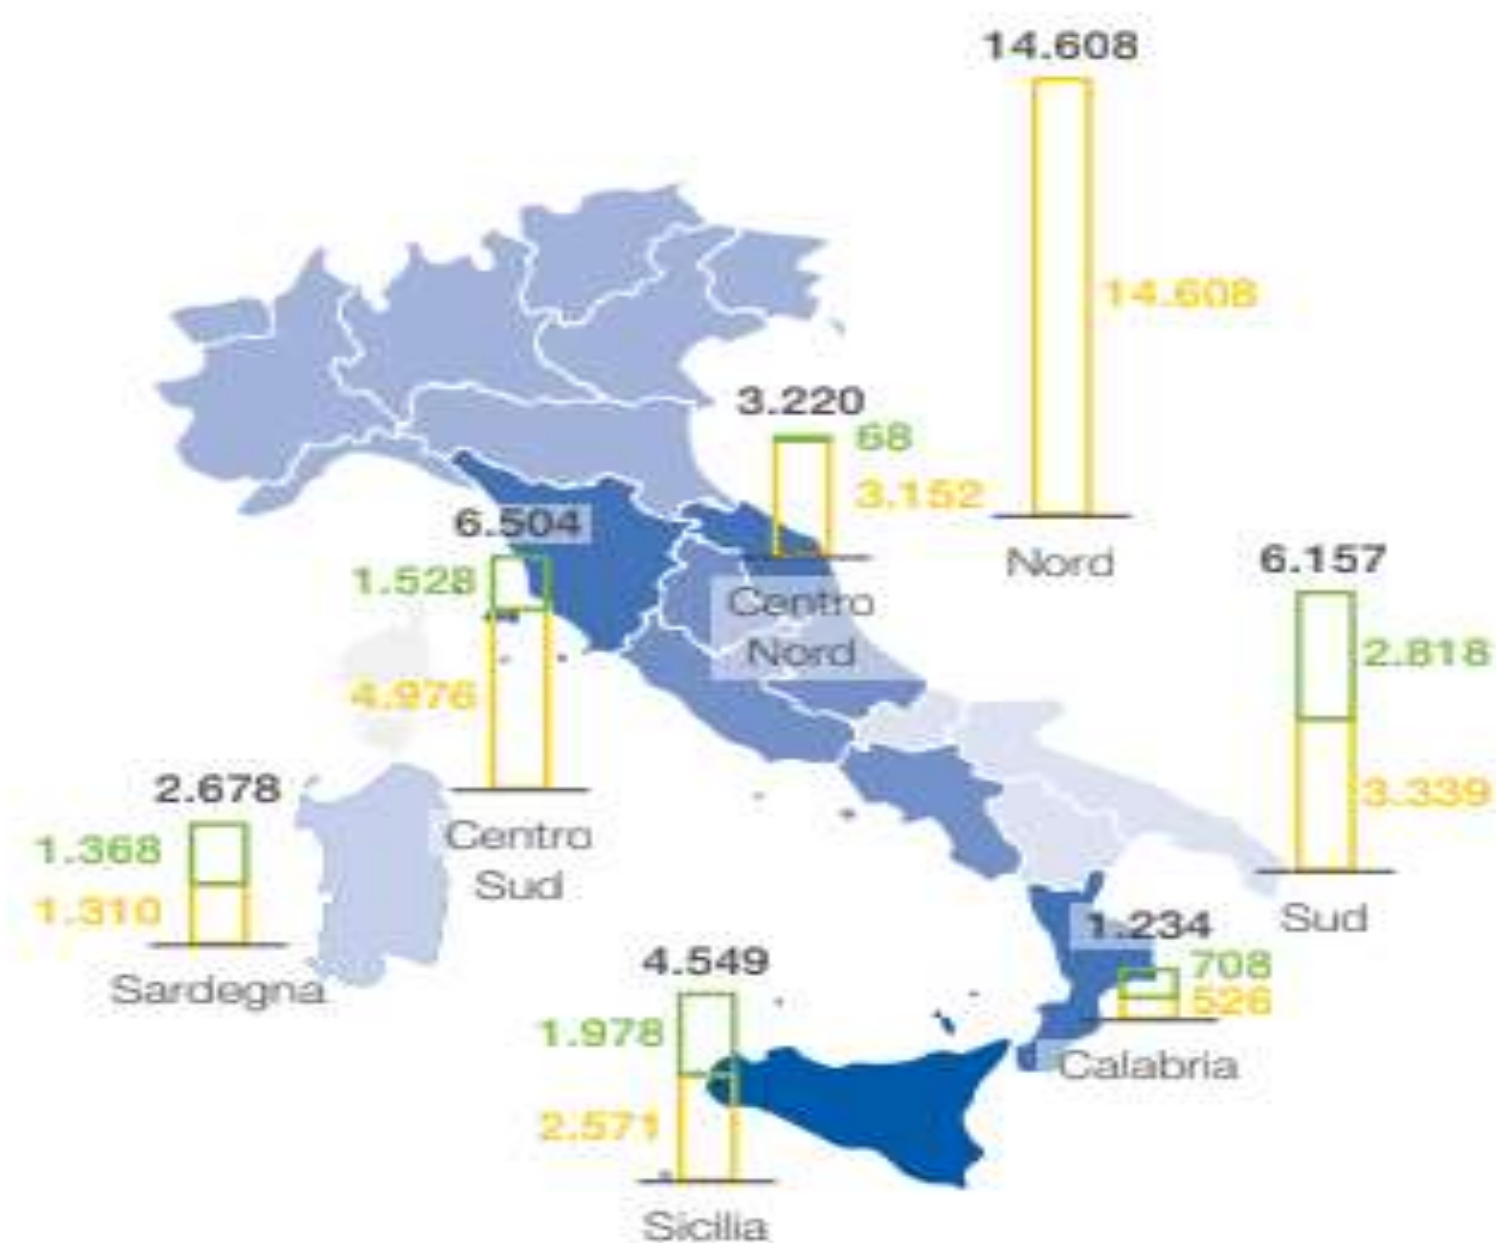 14.608
14.608
Nord
3.220
68
3.152
Centro
Nord
6.504
1.528
4.976
Centro
Sud
6.157
2.818
3.339
Sud
2.678
1.368
1.310
Sardegna
1.234
708
526
Calabria
4.549
1.978
2.571
Sicilia